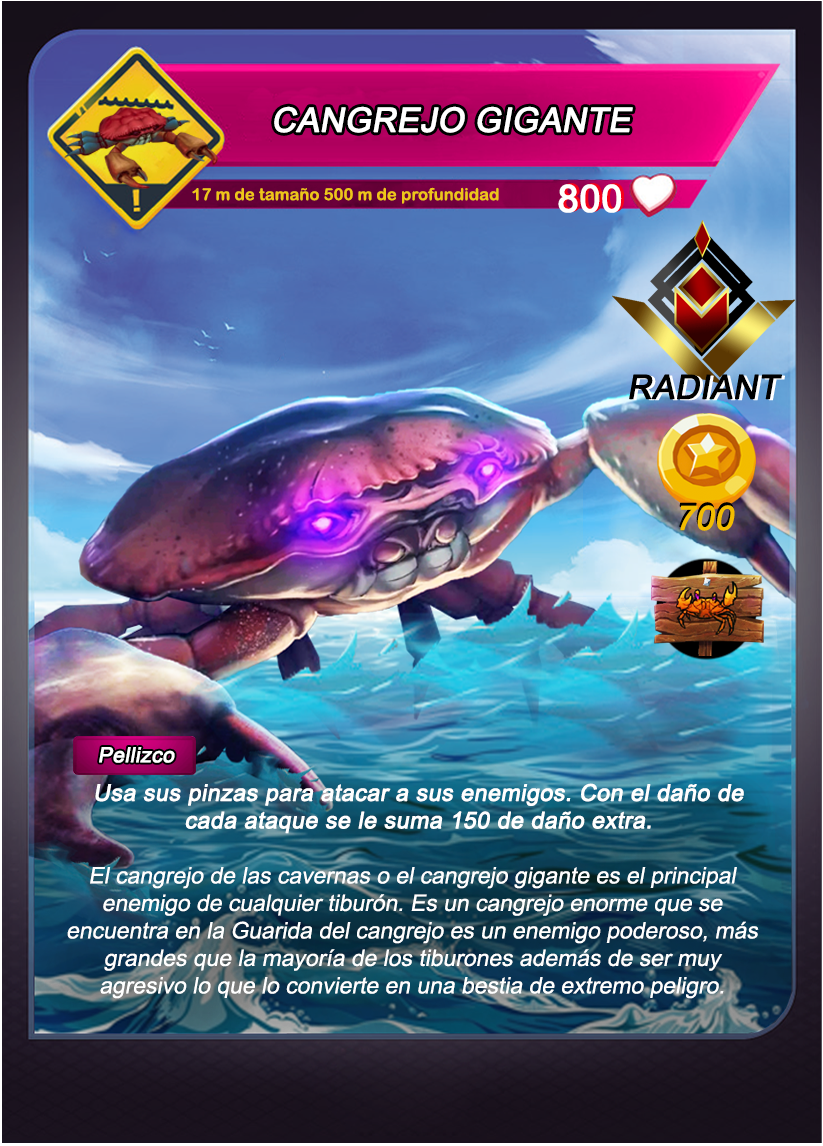 CANGREJO GIGANTE
17 m de tamaño 500 m de profundidad
800
RADIANT
700
Pellizco
Usa sus pinzas para atacar a sus enemigos. Con el daño de
cada ataque se le suma 150 de daño extra.
El cangrejo de las cavernas o el cangrejo gigante es el principal
enemigo de cualquier tiburón. Es un cangrejo enorme que se
encuentra en la Guarida del cangrejo es un enemigo poderoso, más
grandes que la mayoría de los tiburones además de ser muy
agresivo lo que lo convierte en una bestia de extremo peligro.